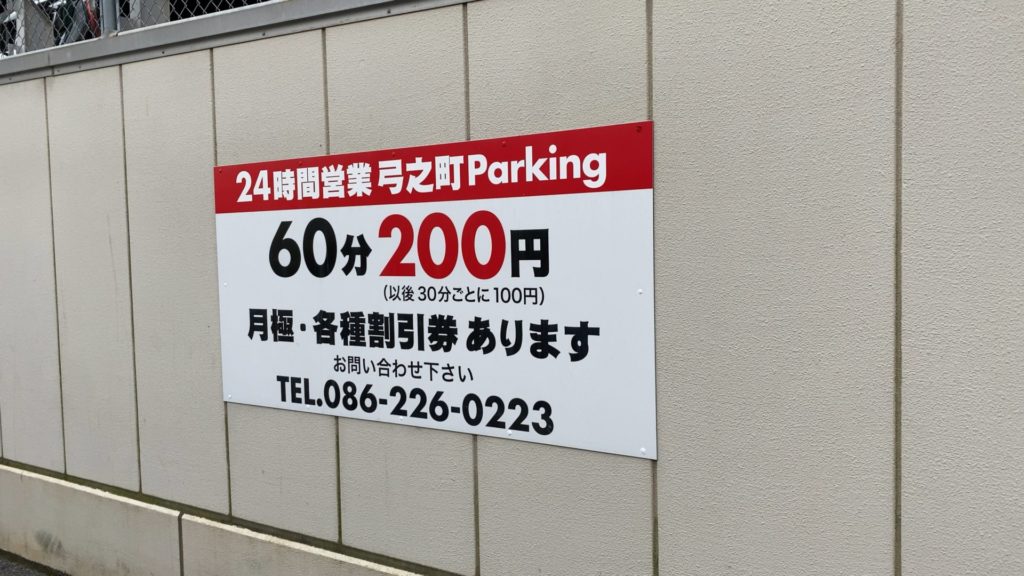 24時間営業 弓之町Parking
60分 200円
(以後30分ごとに100円)
月極・各種割引券 あります
お問い合わせ下さい
TEL.086-226-0223